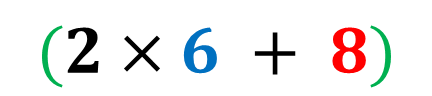 (2 × 6 + 8)